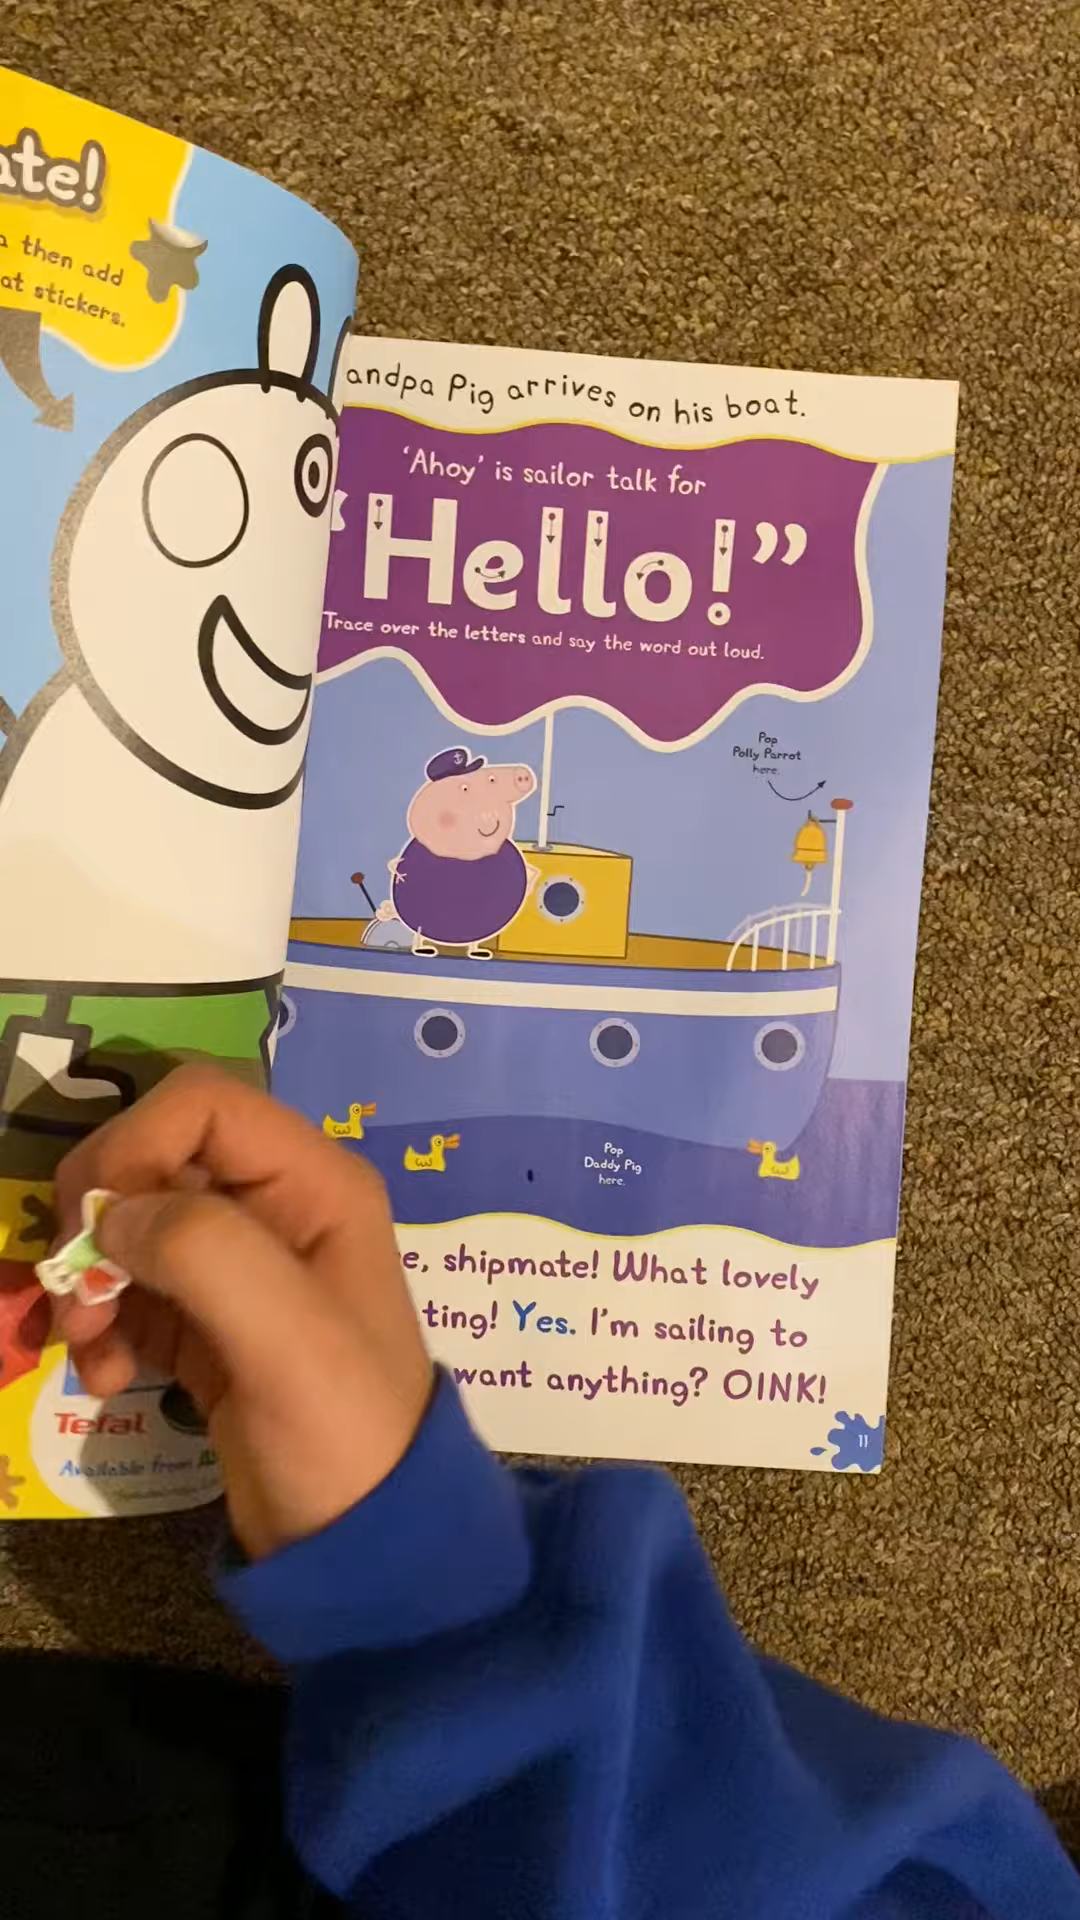 ate!
then add
at stickers.
Tefal
Available from
andpa Pig arrives on his boat.
'Ahoy' is sailor talk for
“Hello!”
Trace over the letters and say the word out loud.
Pop
Polly Parrot
here.
Pop
Daddy Pig
here.
e, shipmate! What lovely
ting! Yes. I'm sailing to
want anything? OINK!
11